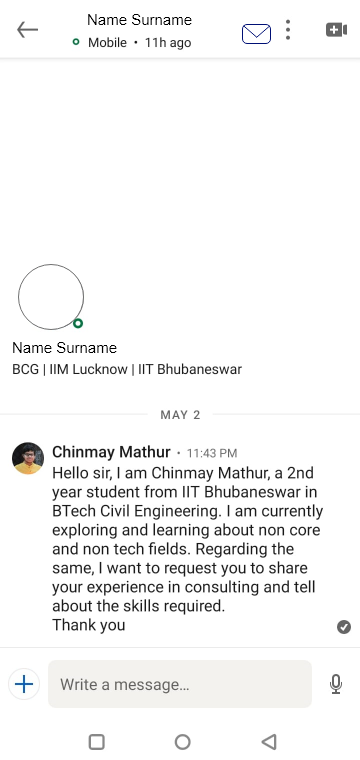 Name Surname
Mobile • 11h ago
Name Surname
BCG | IIM Lucknow | IIT Bhubaneswar
MAY 2
Chinmay Mathur • 11:43 PM
Hello sir, I am Chinmay Mathur, a 2nd
year student from IIT Bhubaneswar in
BTech Civil Engineering. I am currently
exploring and learning about non core
and non tech fields. Regarding the
same, I want to request you to share
your experience in consulting and tell
about the skills required.
Thank you
Write a message...